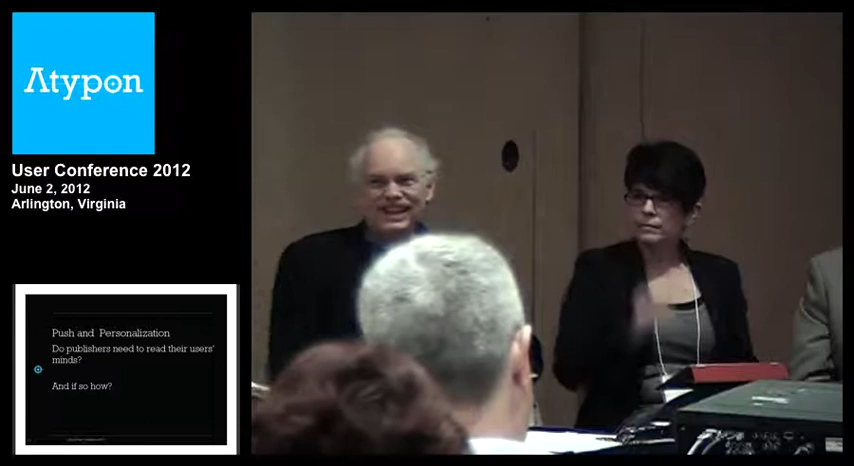 Atypon
User Conference 2012
June 2, 2012
Arlington, Virginia
Push and Personalization
Do publishers need to read their users'
minds?
And if so how?